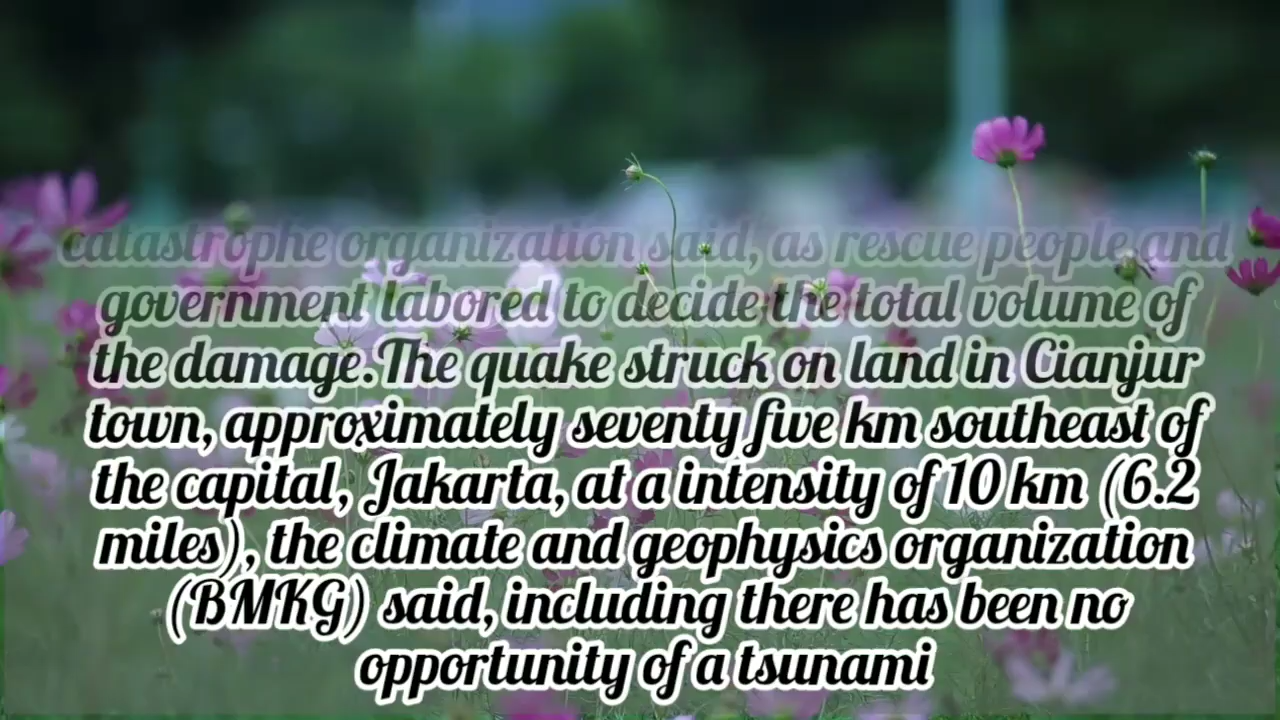 catastrophe organization said, as rescue people and
government labored to decide the total volume of
the damage.The quake struck on land in Cianjur
town, approximately seventy five km southeast of
the capital, Jakarta, at a intensity of 10 km (6.2
miles), the climate and geophysics organization
(BMKG) said, including there has been no
opportunity of a tsunami